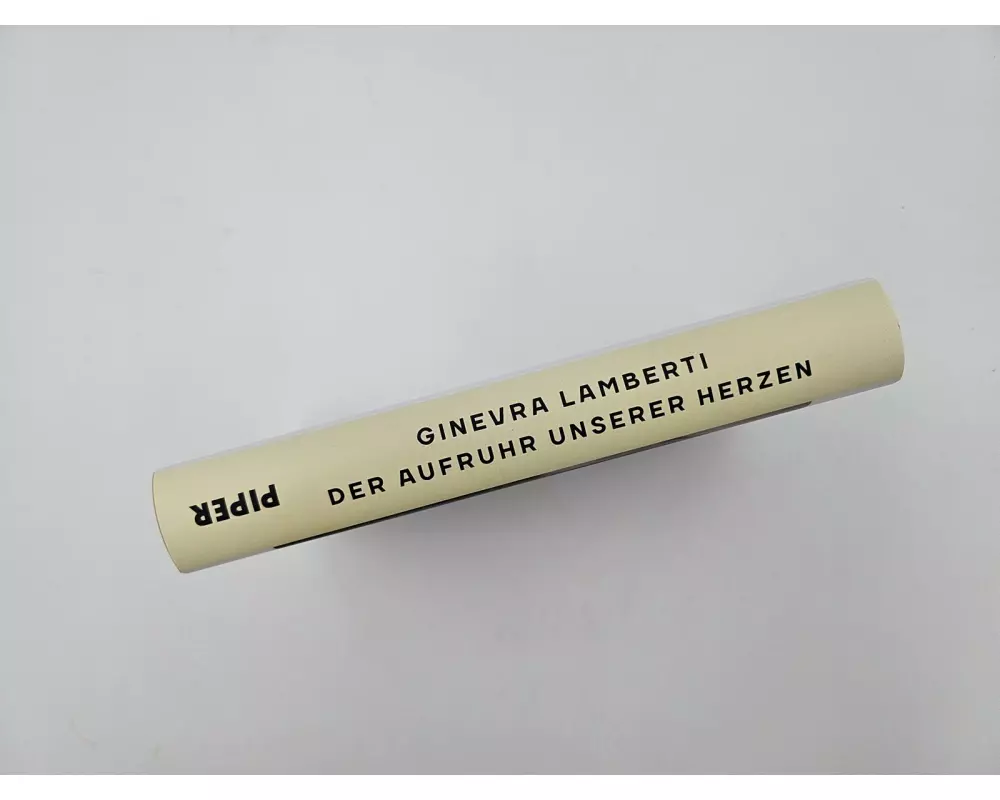 GINEVRA LAMBERTI
DER AUFRUHR UNSERER HERZEN
PIPER